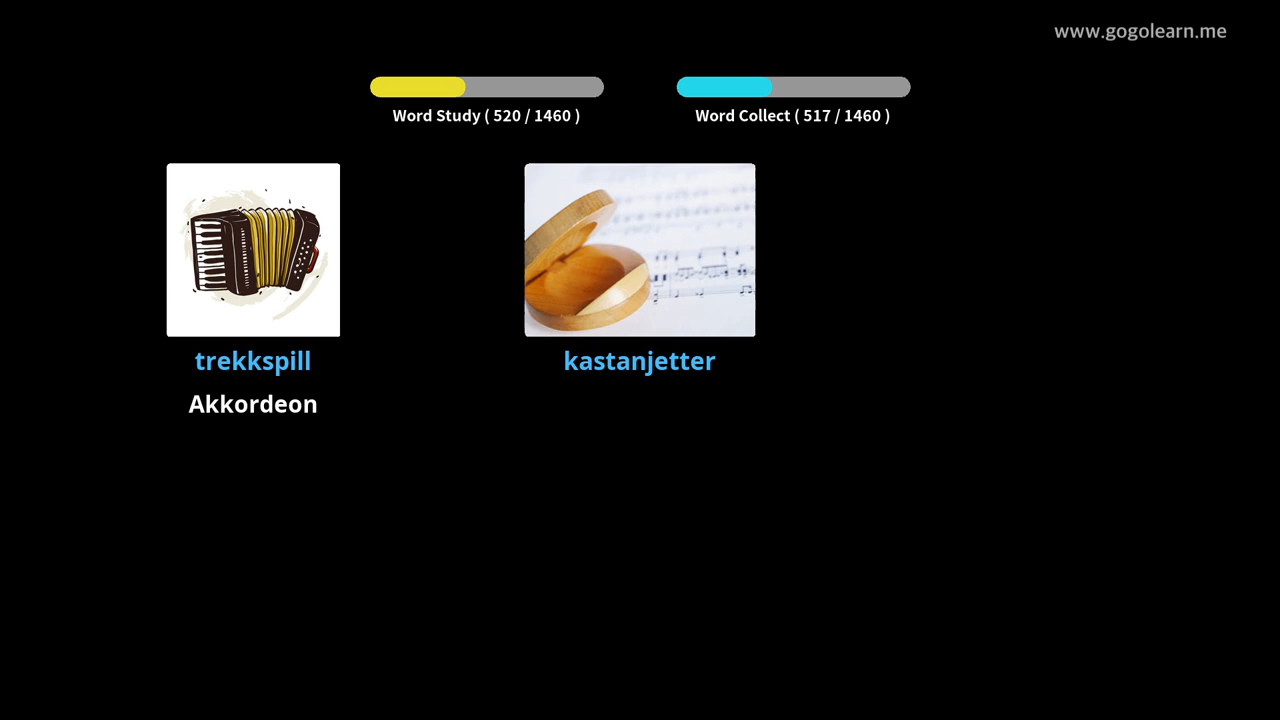 www.gogolearn.me
Word Study ( 520 / 1460 )
Word Collect ( 517 / 1460 )
trekkspill
kastanjetter
Akkordeon